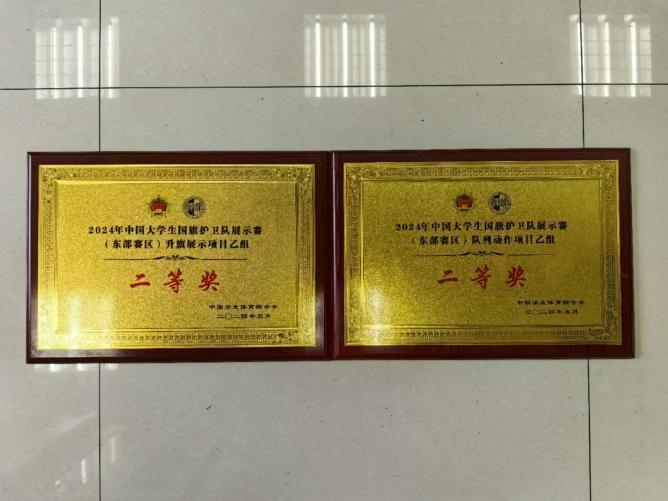 2024年中国大学生国旗护卫队展示赛
（东部赛区）升旗展示项目乙组
二等奖
中国学生体育联合会
二〇二四年五月
2024年中国大学生国旗护卫队展示赛
（东部赛区）队列动作项目乙组
二等奖
中国学生体育联合会
二〇二四年五月